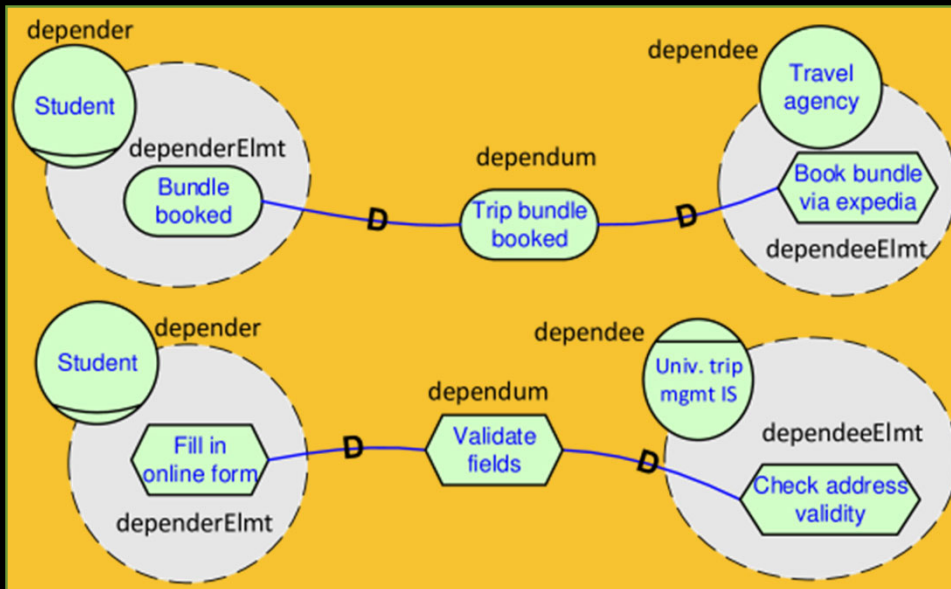 depender
Student
dependerElmt
Bundle
booked
D
dependum
Trip bundle
booked
D
dependee
Travel
agency
Book bundle
via expedia
dependeeElmt
depender
Student
Fill in
online form
dependerElmt
D
dependum
Validate
fields
D
dependee
Univ. trip
mgmt IS
dependeeElmt
Check address
validity